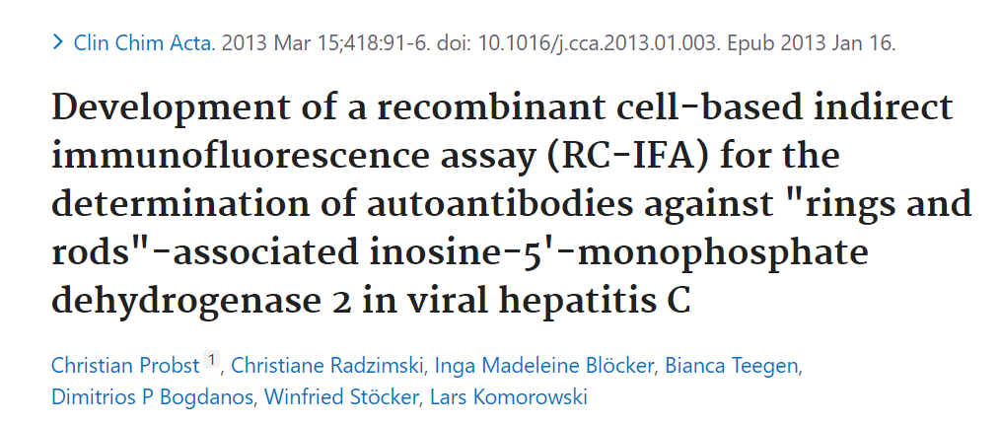 Clin Chim Acta. 2013 Mar 15;418:91-6. doi: 10.1016/j.cca.2013.01.003. Epub 2013 Jan 16.
Development of a recombinant cell-based indirect
immunofluorescence assay (RC-IFA) for the
determination of autoantibodies against "rings and
rods"-associated inosine-5'-monophosphate
dehydrogenase 2 in viral hepatitis C
Christian Probst 1, Christiane Radzimski, Inga Madeleine Blöcker, Bianca Teegen,
Dimitrios P Bogdanos, Winfried Stöcker, Lars Komorowski